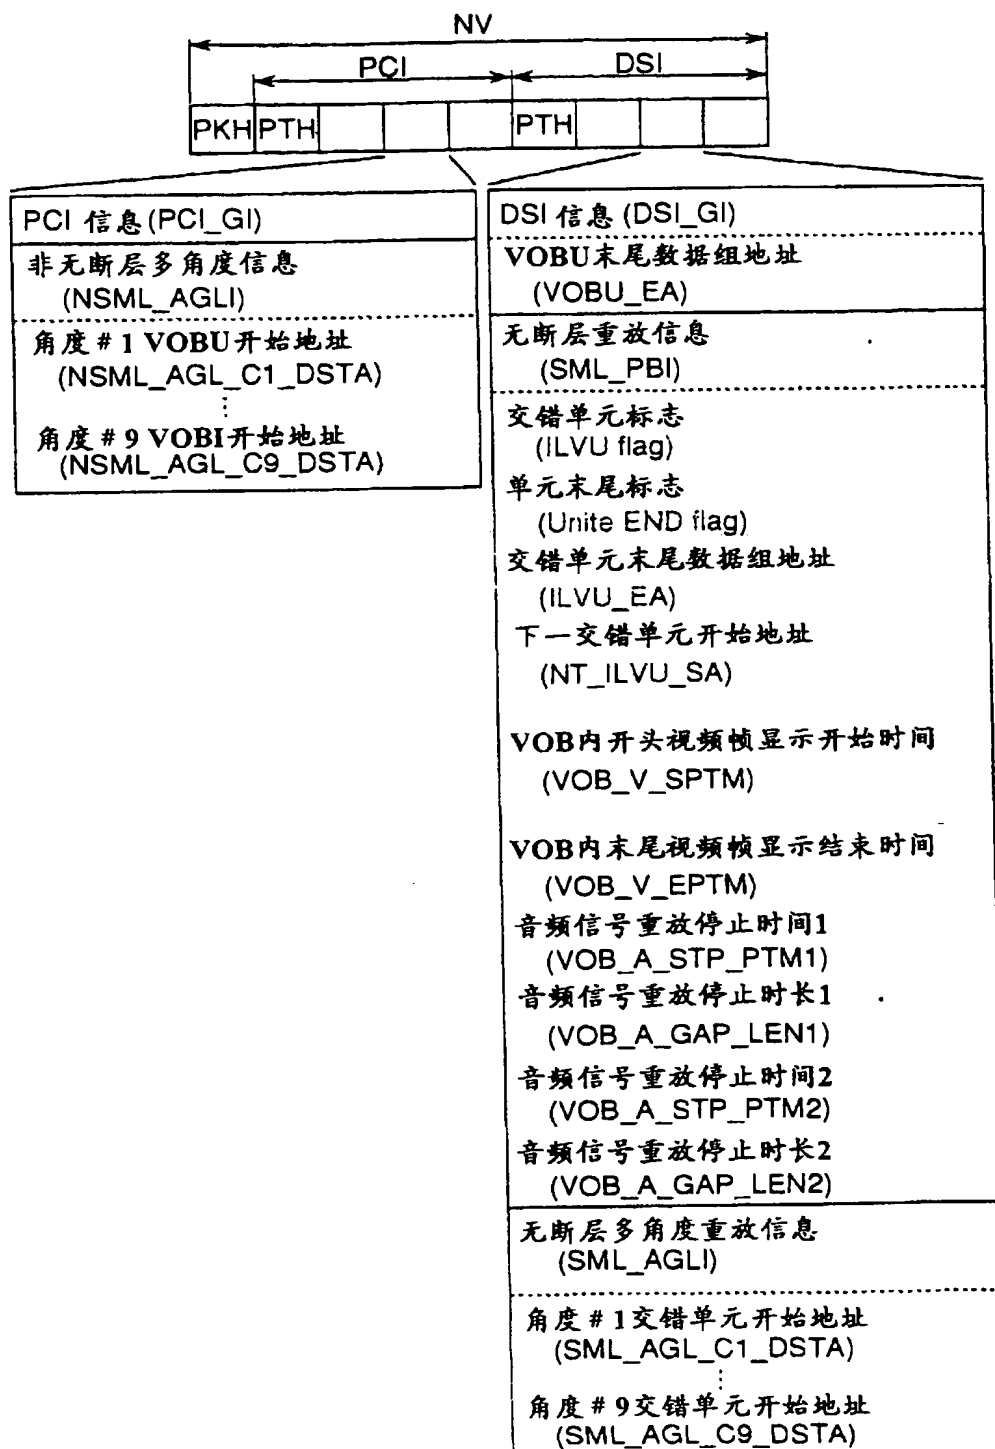 NV
PCI DSI
PKH PTH PTH
PCI 信息(PCI_GI)
非无断层多角度信息
(NSML_AGLI)
角度#1 VOBU开始地址
(NSML_AGL_C1_DSTA)
角度#9 VOBI开始地址
(NSML_AGL_C9_DSTA)
DSI 信息 (DSI_GI)
VOBU末尾数据组地址
(VOBU_EA)
无断层重放信息
(SML_PBI)
交错单元标志
(ILVU flag)
单元末尾标志
(Unite END flag)
交错单元末尾数据组地址
(ILVU_EA)
下一交错单元开始地址
(NT_ILVU_SA)
VOB内开头视频帧显示开始时间
(VOB_V_SPTM)
VOB内末尾视频帧显示结束时间
(VOB_V_EPTM)
音频信号重放停止时间1
(VOB_A_STP_PTM1)
音频信号重放停止时长1
(VOB_A_GAP_LEN1)
音频信号重放停止时间2
(VOB_A_STP_PTM2)
音频信号重放停止时长2
(VOB_A_GAP_LEN2)
无断层多角度重放信息
(SML_AGLI)
角度#1交错单元开始地址
(SML_AGL_C1_DSTA)
角度#9交错单元开始地址
(SML_AGL_C9_DSTA)